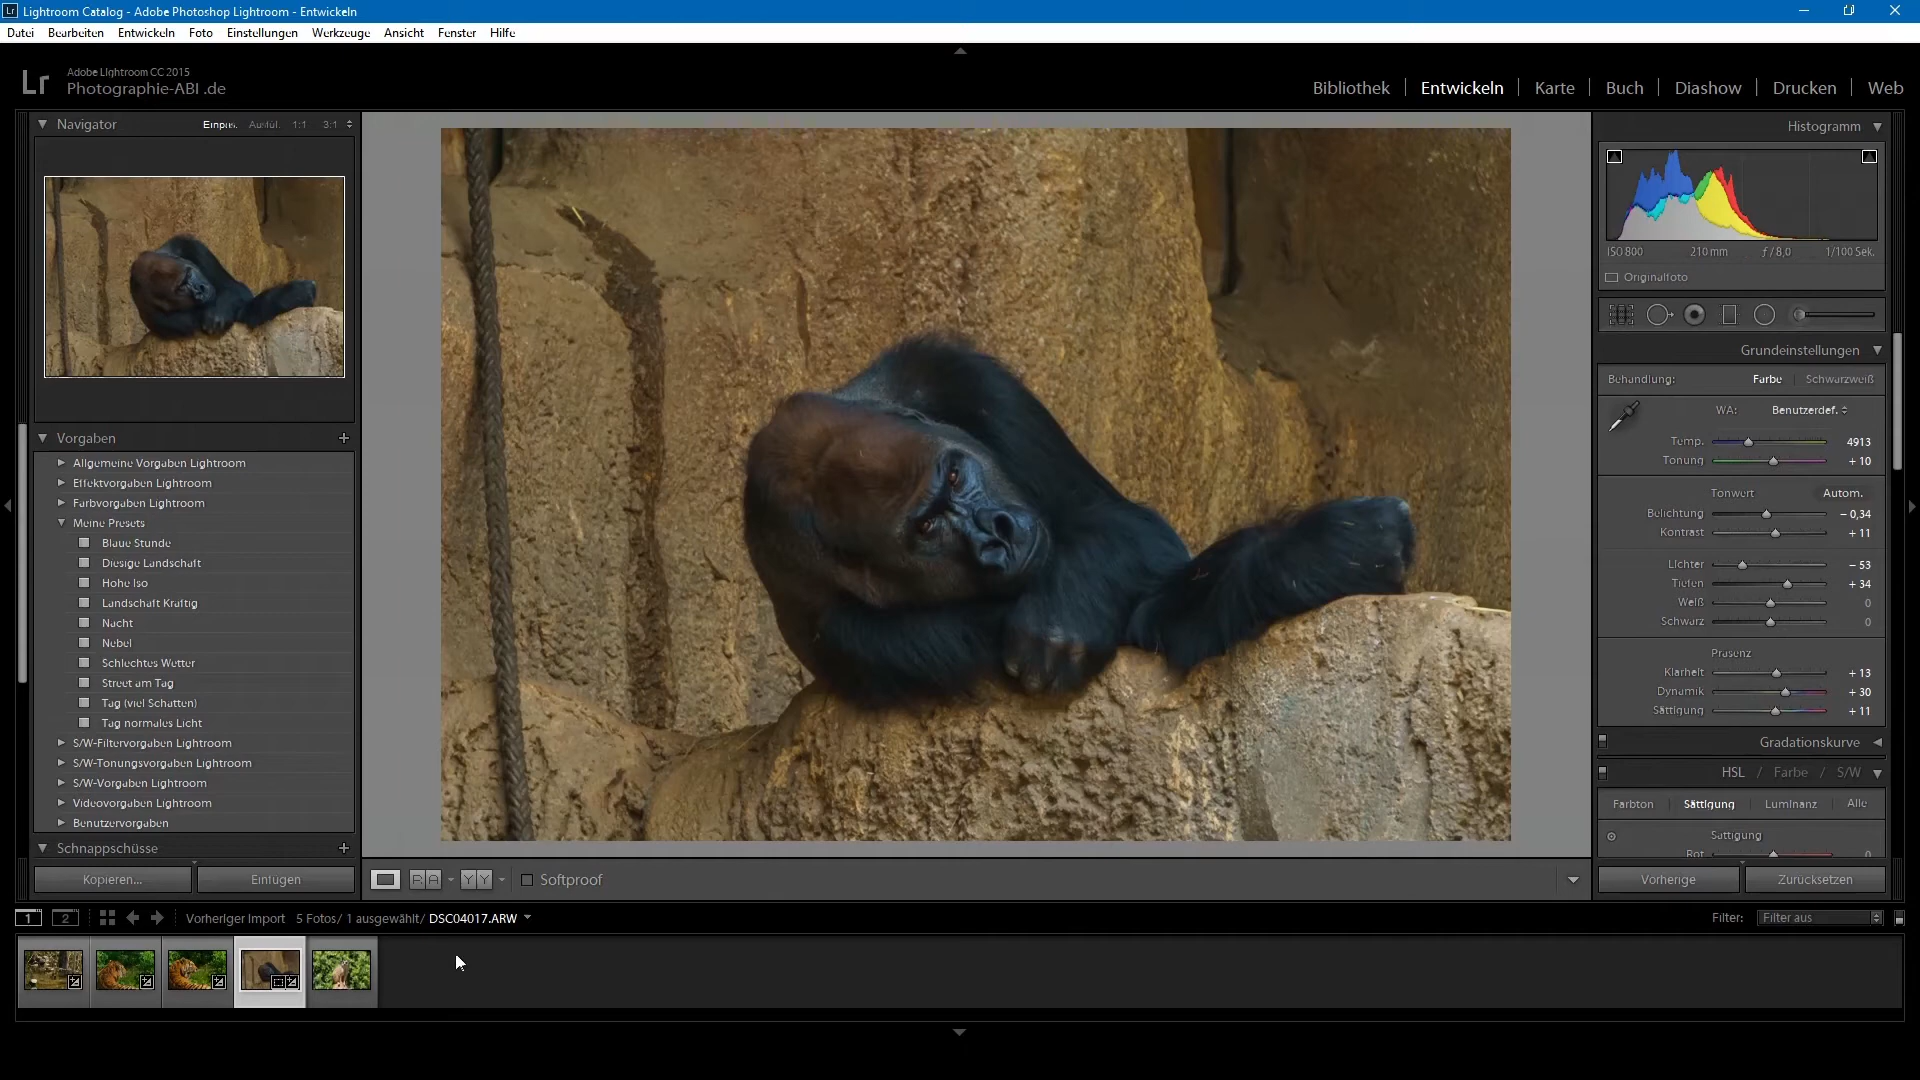 Lightroom Catalog - Adobe Photoshop Lightroom - Entwickeln
Datei Bearbeiten Entwickeln Foto Einstellungen Werkzeuge Ansicht Fenster Hilfe
Lr Adobe Lightroom CC 2015
Photographie-ABI .de
Bibliothek | Entwickeln | Karte | Buch | Diashow | Drucken | Web
Navigator Einpas. Ausfül. 1:1 3:1
Vorgaben +
Allgemeine Vorgaben Lightroom
Effektvorgaben Lightroom
Farbvorgaben Lightroom
Meine Presets
Blaue Stunde
Diesige Landschaft
Hohe Iso
Landschaft Kräftig
Nacht
Nebel
Schlechtes Wetter
Street am Tag
Tag (viel Schatten)
Tag normales Licht
S/W-Filtervorgaben Lightroom
S/W-Tonungsvorgaben Lightroom
S/W-Vorgaben Lightroom
Videovorgaben Lightroom
Benutzervorgaben
Schnappschüsse +
Kopieren... Einfügen
Softproof
Histogramm
ISO 800 210 mm ƒ / 8,0 1/100 Sek.
Originalfoto
Grundeinstellungen
Behandlung: Farbe | Schwarzweiß
WA: Benutzerdef.
Temp. 4913
Tonung + 10
Tonwert Autom.
Belichtung − 0,34
Kontrast + 11
Lichter − 53
Tiefen + 34
Weiß 0
Schwarz 0
Präsenz
Klarheit + 13
Dynamik + 30
Sättigung + 11
Gradationskurve
HSL / Farbe / S/W
Farbton Sättigung Luminanz Alle
Sättigung
Rot 0
Vorherige Zurücksetzen
1 2 Vorheriger Import 5 Fotos/ 1 ausgewählt/ DSC04017.ARW
Filter: Filter aus